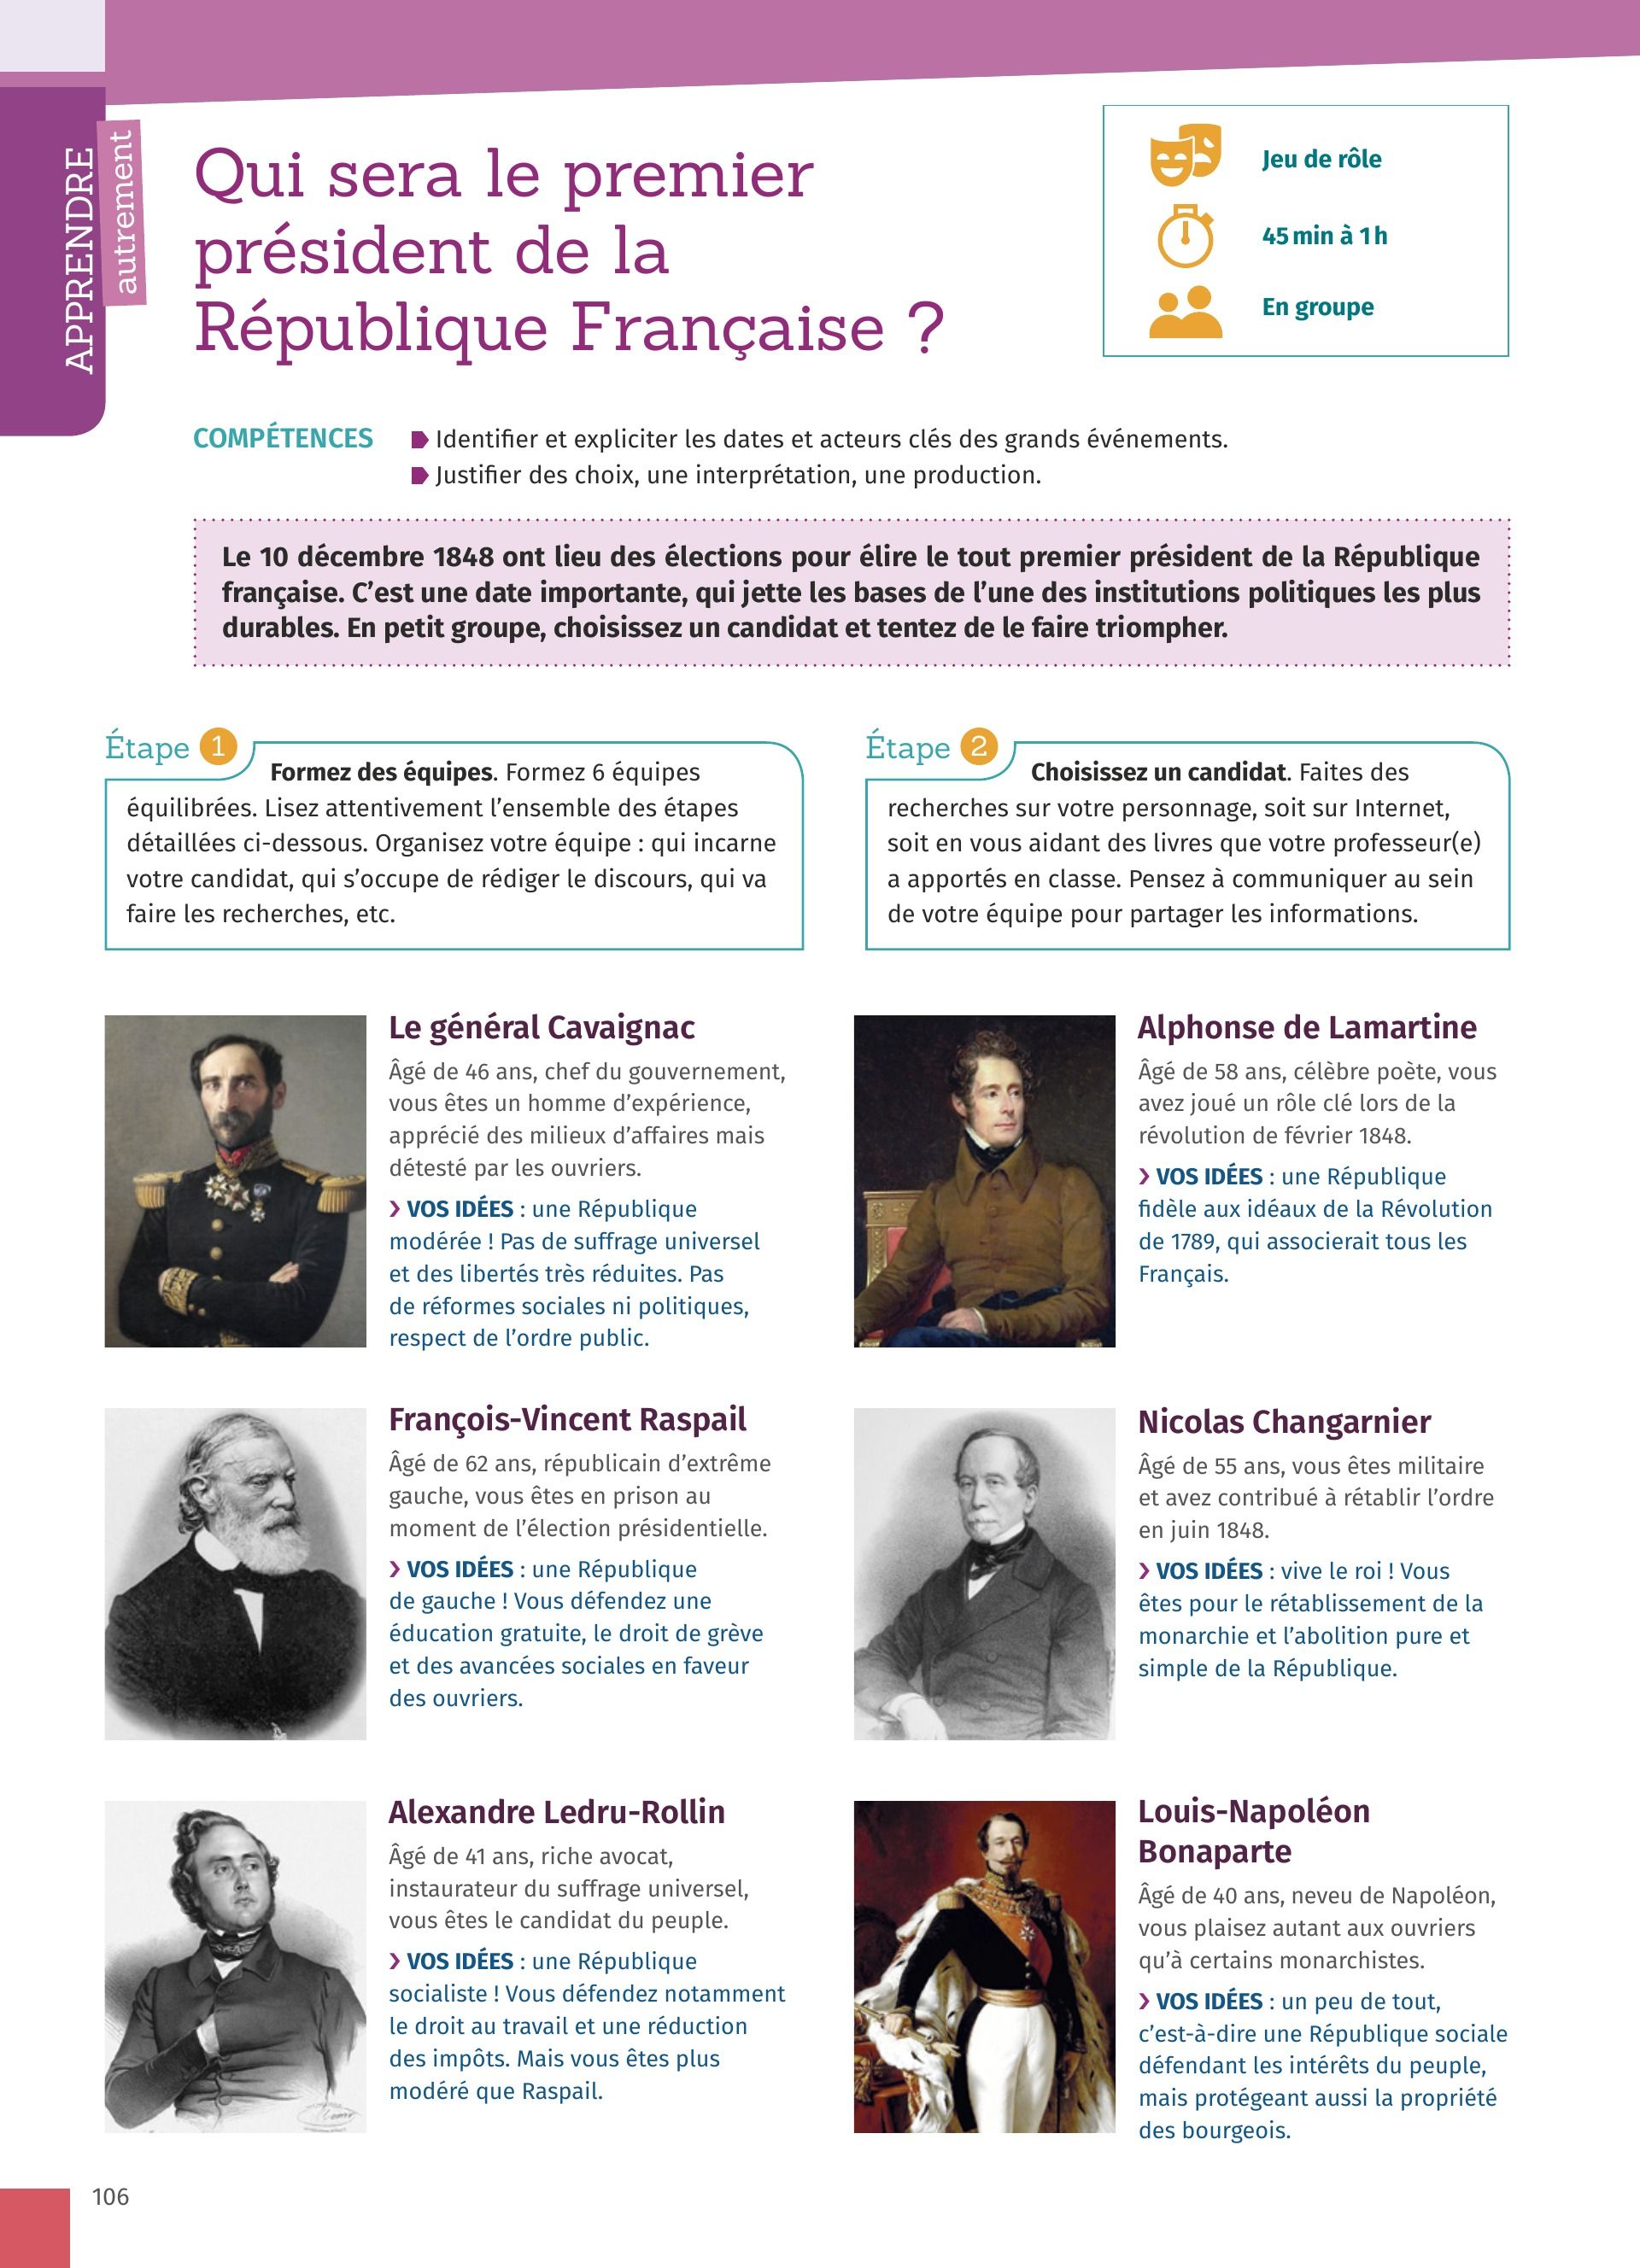 APPRENDRE
autrement
Qui sera le premier
président de la
République Française ?
Jeu de rôle
45 min à 1 h
En groupe
COMPÉTENCES
Identifier et expliciter les dates et acteurs clés des grands événements.
Justifier des choix, une interprétation, une production.
Le 10 décembre 1848 ont lieu des élections pour élire le tout premier président de la République
française. C’est une date importante, qui jette les bases de l’une des institutions politiques les plus
durables. En petit groupe, choisissez un candidat et tentez de le faire triompher.
Étape 1
Formez des équipes. Formez 6 équipes
équilibrées. Lisez attentivement l’ensemble des étapes
détaillées ci-dessous. Organisez votre équipe : qui incarne
votre candidat, qui s’occupe de rédiger le discours, qui va
faire les recherches, etc.
Étape 2
Choisissez un candidat. Faites des
recherches sur votre personnage, soit sur Internet,
soit en vous aidant des livres que votre professeur(e)
a apportés en classe. Pensez à communiquer au sein
de votre équipe pour partager les informations.
Le général Cavaignac
Âgé de 46 ans, chef du gouvernement,
vous êtes un homme d’expérience,
apprécié des milieux d’affaires mais
détesté par les ouvriers.
› VOS IDÉES : une République
modérée ! Pas de suffrage universel
et des libertés très réduites. Pas
de réformes sociales ni politiques,
respect de l’ordre public.
Alphonse de Lamartine
Âgé de 58 ans, célèbre poète, vous
avez joué un rôle clé lors de la
révolution de février 1848.
› VOS IDÉES : une République
fidèle aux idéaux de la Révolution
de 1789, qui associerait tous les
Français.
François-Vincent Raspail
Âgé de 62 ans, républicain d’extrême
gauche, vous êtes en prison au
moment de l’élection présidentielle.
› VOS IDÉES : une République
de gauche ! Vous défendez une
éducation gratuite, le droit de grève
et des avancées sociales en faveur
des ouvriers.
Nicolas Changarnier
Âgé de 55 ans, vous êtes militaire
et avez contribué à rétablir l’ordre
en juin 1848.
› VOS IDÉES : vive le roi ! Vous
êtes pour le rétablissement de la
monarchie et l’abolition pure et
simple de la République.
Alexandre Ledru-Rollin
Âgé de 41 ans, riche avocat,
instaurateur du suffrage universel,
vous êtes le candidat du peuple.
› VOS IDÉES : une République
socialiste ! Vous défendez notamment
le droit au travail et une réduction
des impôts. Mais vous êtes plus
modéré que Raspail.
Louis-Napoléon
Bonaparte
Âgé de 40 ans, neveu de Napoléon,
vous plaisez autant aux ouvriers
qu’à certains monarchistes.
› VOS IDÉES : un peu de tout,
c’est-à-dire une République sociale
défendant les intérêts du peuple,
mais protégeant aussi la propriété
des bourgeois.
106